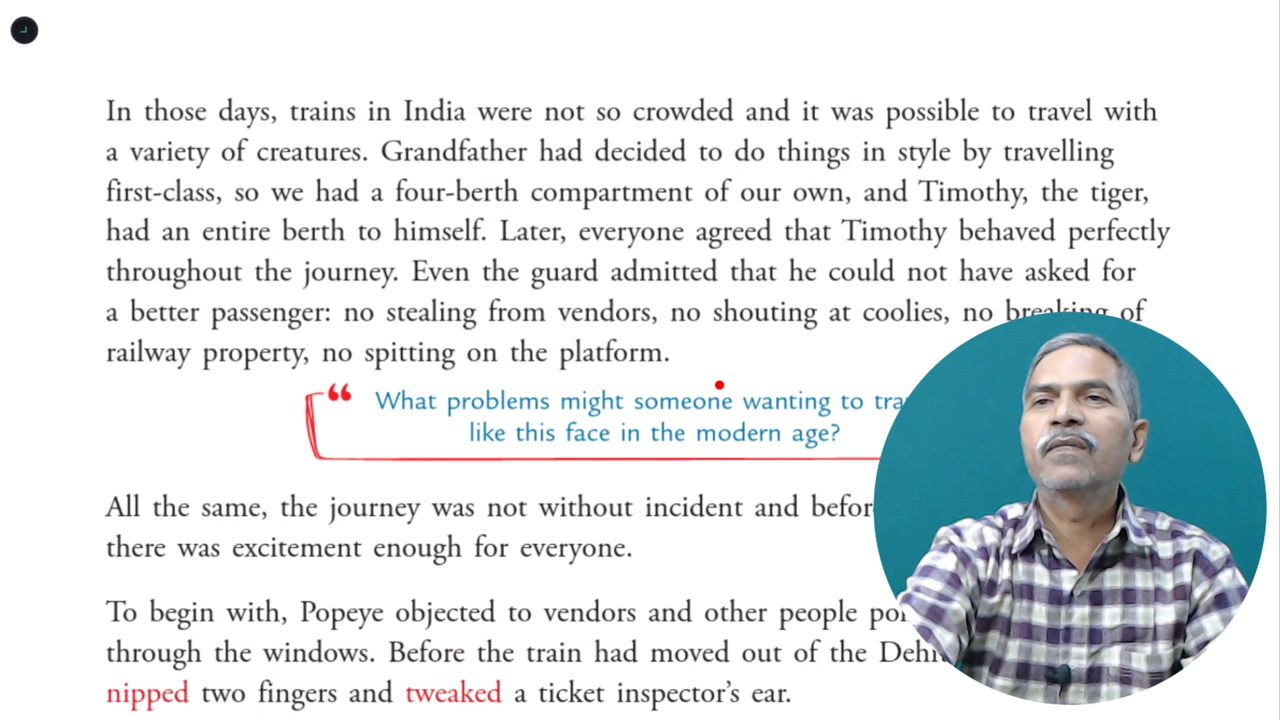 In those days, trains in India were not so crowded and it was possible to travel with
a variety of creatures. Grandfather had decided to do things in style by travelling
first-class, so we had a four-berth compartment of our own, and Timothy, the tiger,
had an entire berth to himself. Later, everyone agreed that Timothy behaved perfectly
throughout the journey. Even the guard admitted that he could not have asked for
a better passenger: no stealing from vendors, no shouting at coolies, no breaking of
railway property, no spitting on the platform.
“ What problems might someone wanting to
like this face in the modern age?
All the same, the journey was not without incident and
there was excitement enough for everyone.
To begin with, Popeye objected to vendors and other people
through the windows. Before the train had moved out of the
nipped two fingers and tweaked a ticket inspector’s ear.